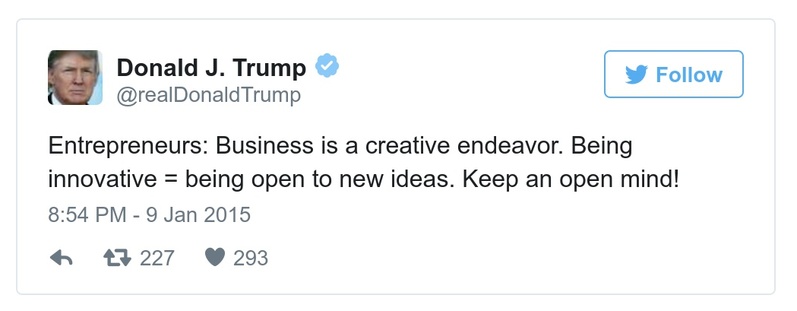 Donald J. Trump
@realDonaldTrump
Follow
Entrepreneurs: Business is a creative endeavor. Being
innovative = being open to new ideas. Keep an open mind!
8:54 PM - 9 Jan 2015
227 293